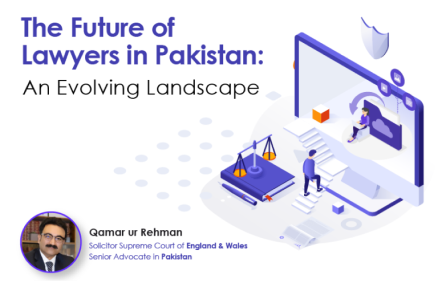 The Future of
Lawyers in Pakistan:
An Evolving Landscape
Qamar ur Rehman
Solicitor Supreme Court of England & Wales
Senior Advocate in Pakistan